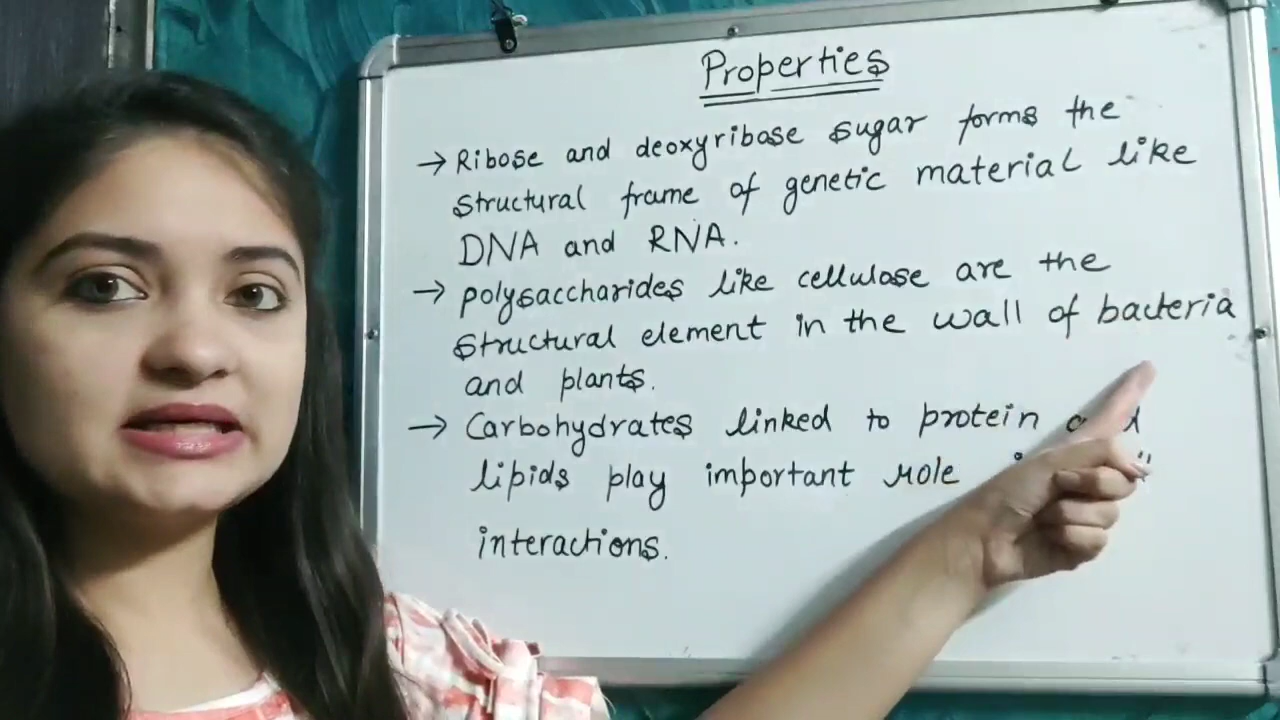 Properties
→ Ribose and deoxyribose sugar forms the
structural frame of genetic material like
DNA and RNA.
→ polysaccharides like cellulose are the
structural element in the wall of bacteria
and plants.
→ Carbohydrates linked to protein and
lipids play important role
interactions.